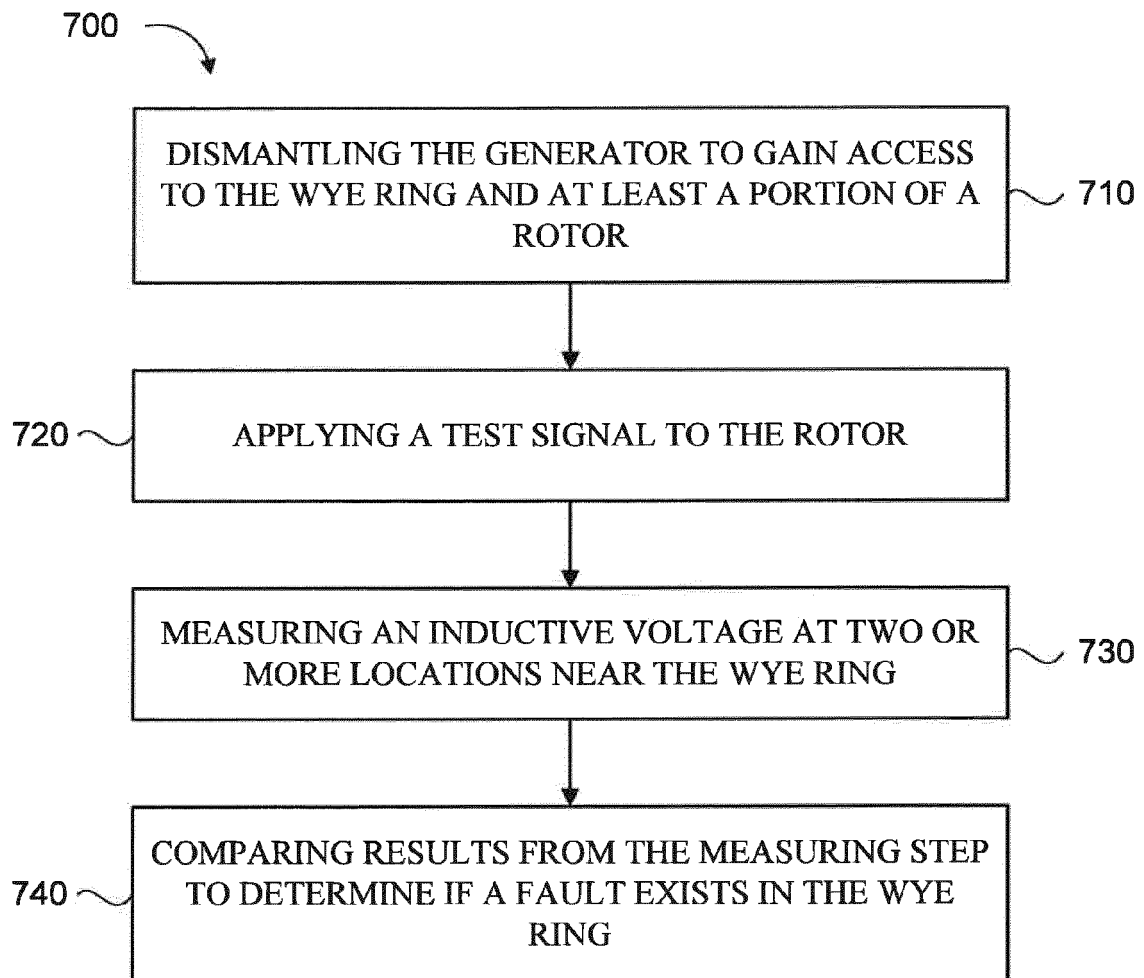 700
DISMANTLING THE GENERATOR TO GAIN ACCESS
TO THE WYE RING AND AT LEAST A PORTION OF A
ROTOR
710
720
APPLYING A TEST SIGNAL TO THE ROTOR
MEASURING AN INDUCTIVE VOLTAGE AT TWO OR
MORE LOCATIONS NEAR THE WYE RING
730
740
COMPARING RESULTS FROM THE MEASURING STEP
TO DETERMINE IF A FAULT EXISTS IN THE WYE
RING